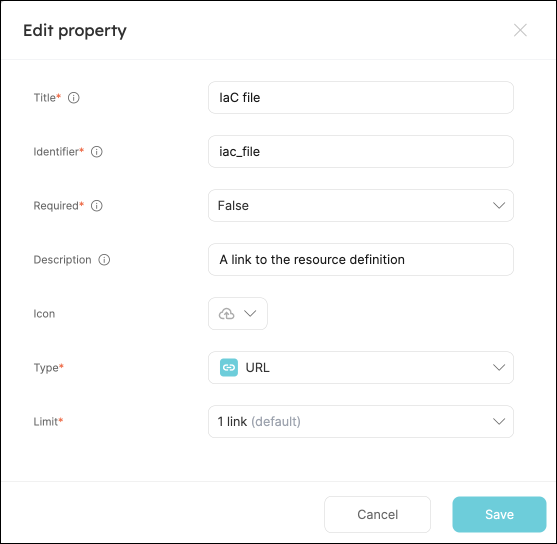 Edit property
Title* IaC file
Identifier* iac_file
Required* False
Description A link to the resource definition
Icon
Type* URL
Limit* 1 link (default)
Cancel Save